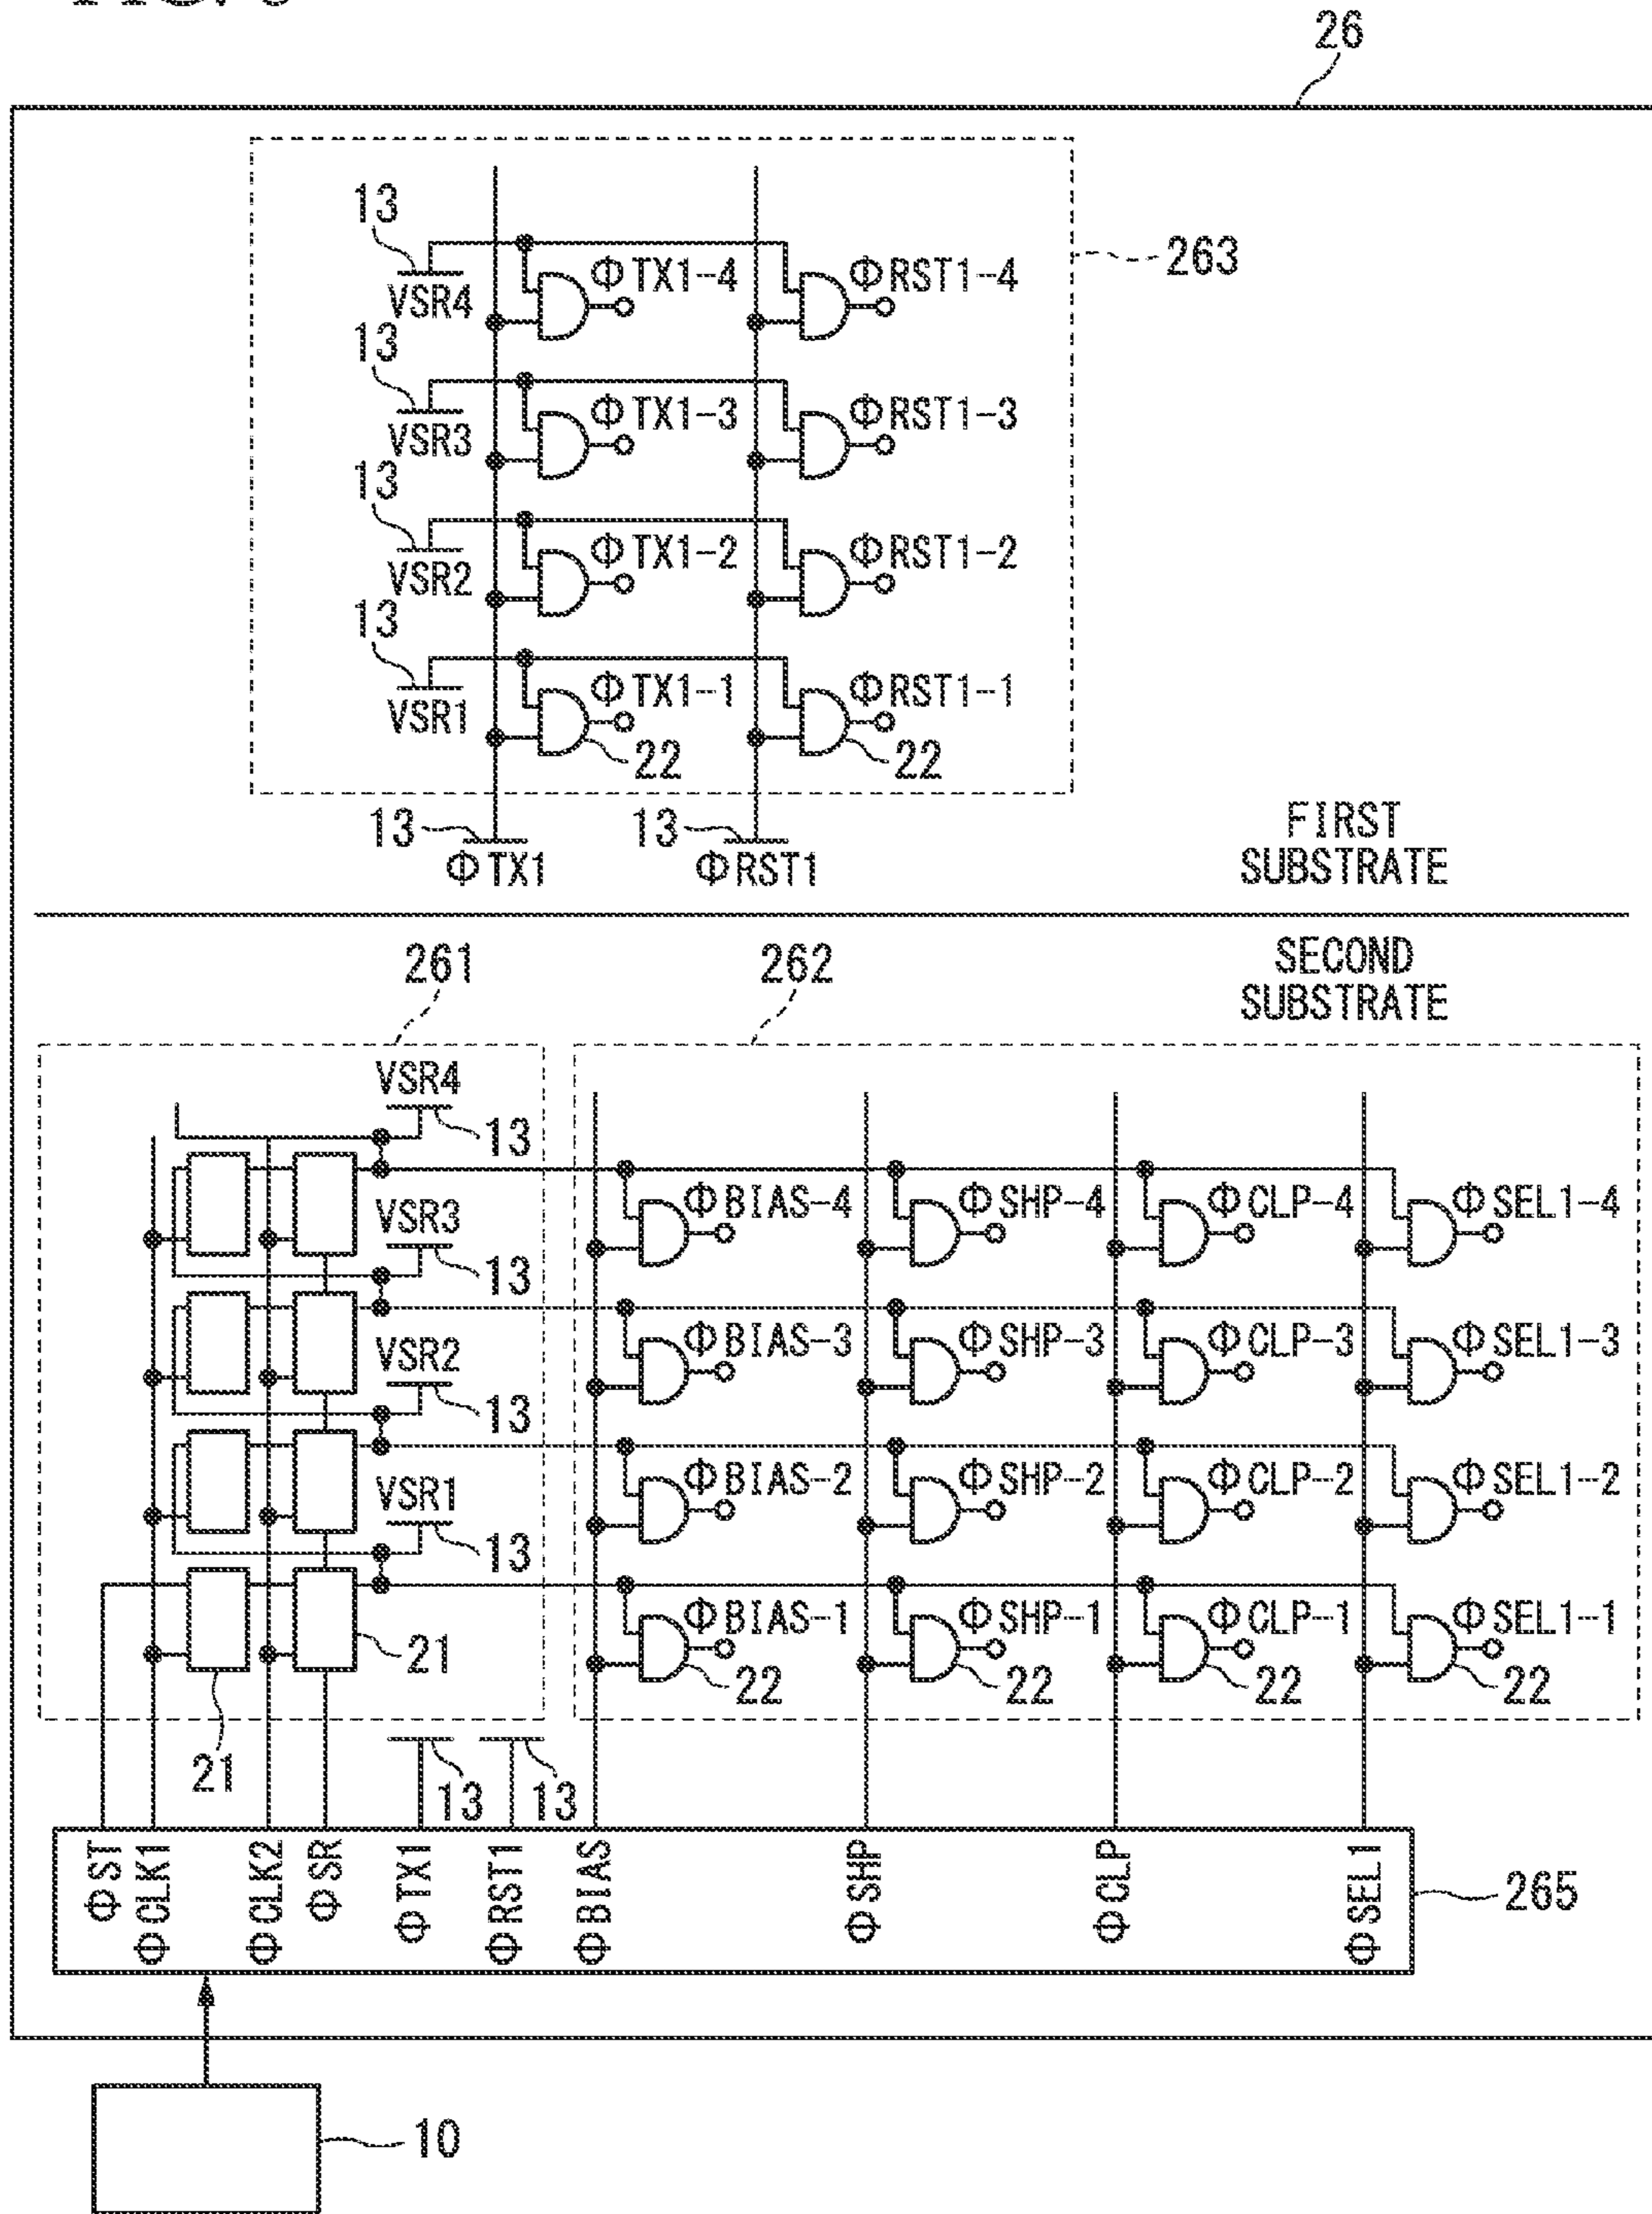 26
13
VSR4
ΦTX1-4
ΦRST1-4
263
13
VSR3
ΦTX1-3
ΦRST1-3
13
VSR2
ΦTX1-2
ΦRST1-2
13
VSR1
ΦTX1-1
ΦRST1-1
22
22
13
13
ΦTX1
ΦRST1
FIRST
SUBSTRATE
SECOND
SUBSTRATE
261
262
VSR4
13
ΦBIAS-4
ΦSHP-4
ΦCLP-4
ΦSEL1-4
VSR3
13
ΦBIAS-3
ΦSHP-3
ΦCLP-3
ΦSEL1-3
VSR2
13
ΦBIAS-2
ΦSHP-2
ΦCLP-2
ΦSEL1-2
VSR1
13
ΦBIAS-1
ΦSHP-1
ΦCLP-1
ΦSEL1-1
21
22
22
22
22
21
13
13
ΦST
ΦCLK1
ΦCLK2
ΦSR
ΦTX1
ΦRST1
ΦBIAS
ΦSHP
ΦCLP
ΦSEL1
265
10